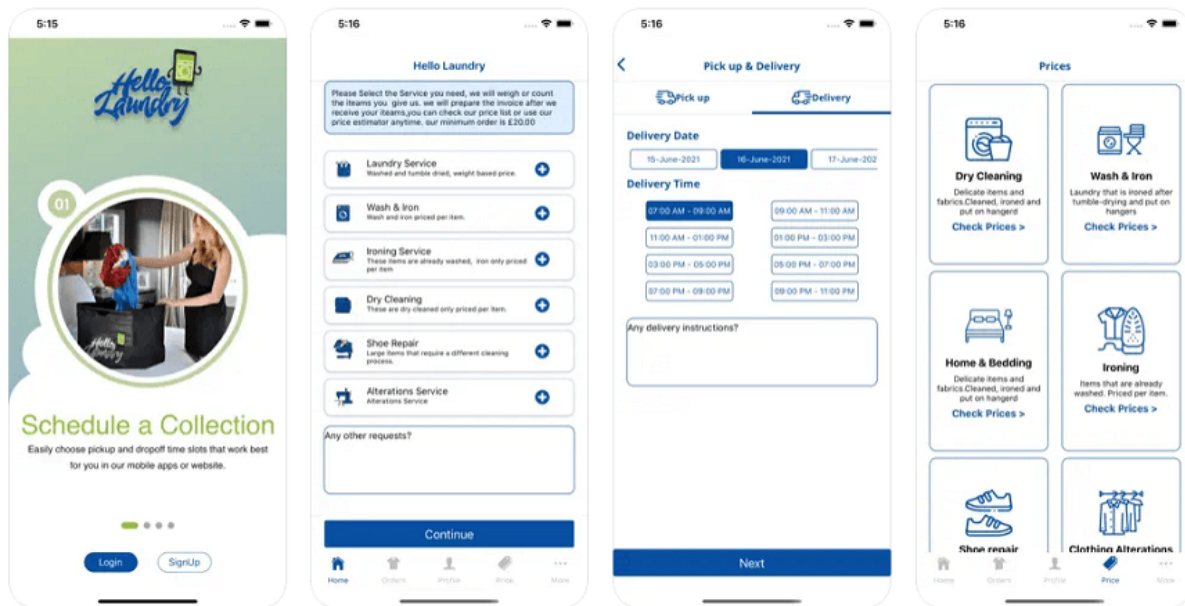 5:15
Hello
Laundry
01
Hello
Laundry
Schedule a Collection
Easily choose pickup and dropoff time slots that work best
for you in our mobile apps or website.
Login
SignUp
5:16
Hello Laundry
Please Select the Service you need, we will weigh or count
the iteams you give us. we will prepare the invoice after we
receive your iteams,you can check our price list or use our
price estimator anytime. our minimum order is £20.00
Laundry Service
Washed and tumble dried, weight based price.
Wash & Iron
Wash and iron priced per item.
Ironing Service
These items are already washed, iron only priced
per item
Dry Cleaning
These are dry cleaned only priced per item.
Shoe Repair
Large items that require a different cleaning
process.
Alterations Service
Alterations Service
Any other requests?
Continue
Home
Orders
Profile
Price
More
5:16
Pick up & Delivery
Pick up
Delivery
Delivery Date
15-June-2021
16-June-2021
17-June-202
Delivery Time
07:00 AM - 09:00 AM
09:00 AM - 11:00 AM
11:00 AM - 01:00 PM
01:00 PM - 03:00 PM
03:00 PM - 05:00 PM
05:00 PM - 07:00 PM
07:00 PM - 09:00 PM
09:00 PM - 11:00 PM
Any delivery instructions?
Next
5:16
Prices
Dry Cleaning
Delicate items and
fabrics.Cleaned, ironed and
put on hangerd
Check Prices >
Wash & Iron
Laundry that is ironed after
tumble-drying and put on
hangers
Check Prices >
Home & Bedding
Delicate items and
fabrics.Cleaned, ironed and
put on hangerd
Check Prices >
Ironing
Items that are already
washed. Priced per item.
Check Prices >
Shoe repair
Clothing Alterations
Home
Orders
Profile
Price
More